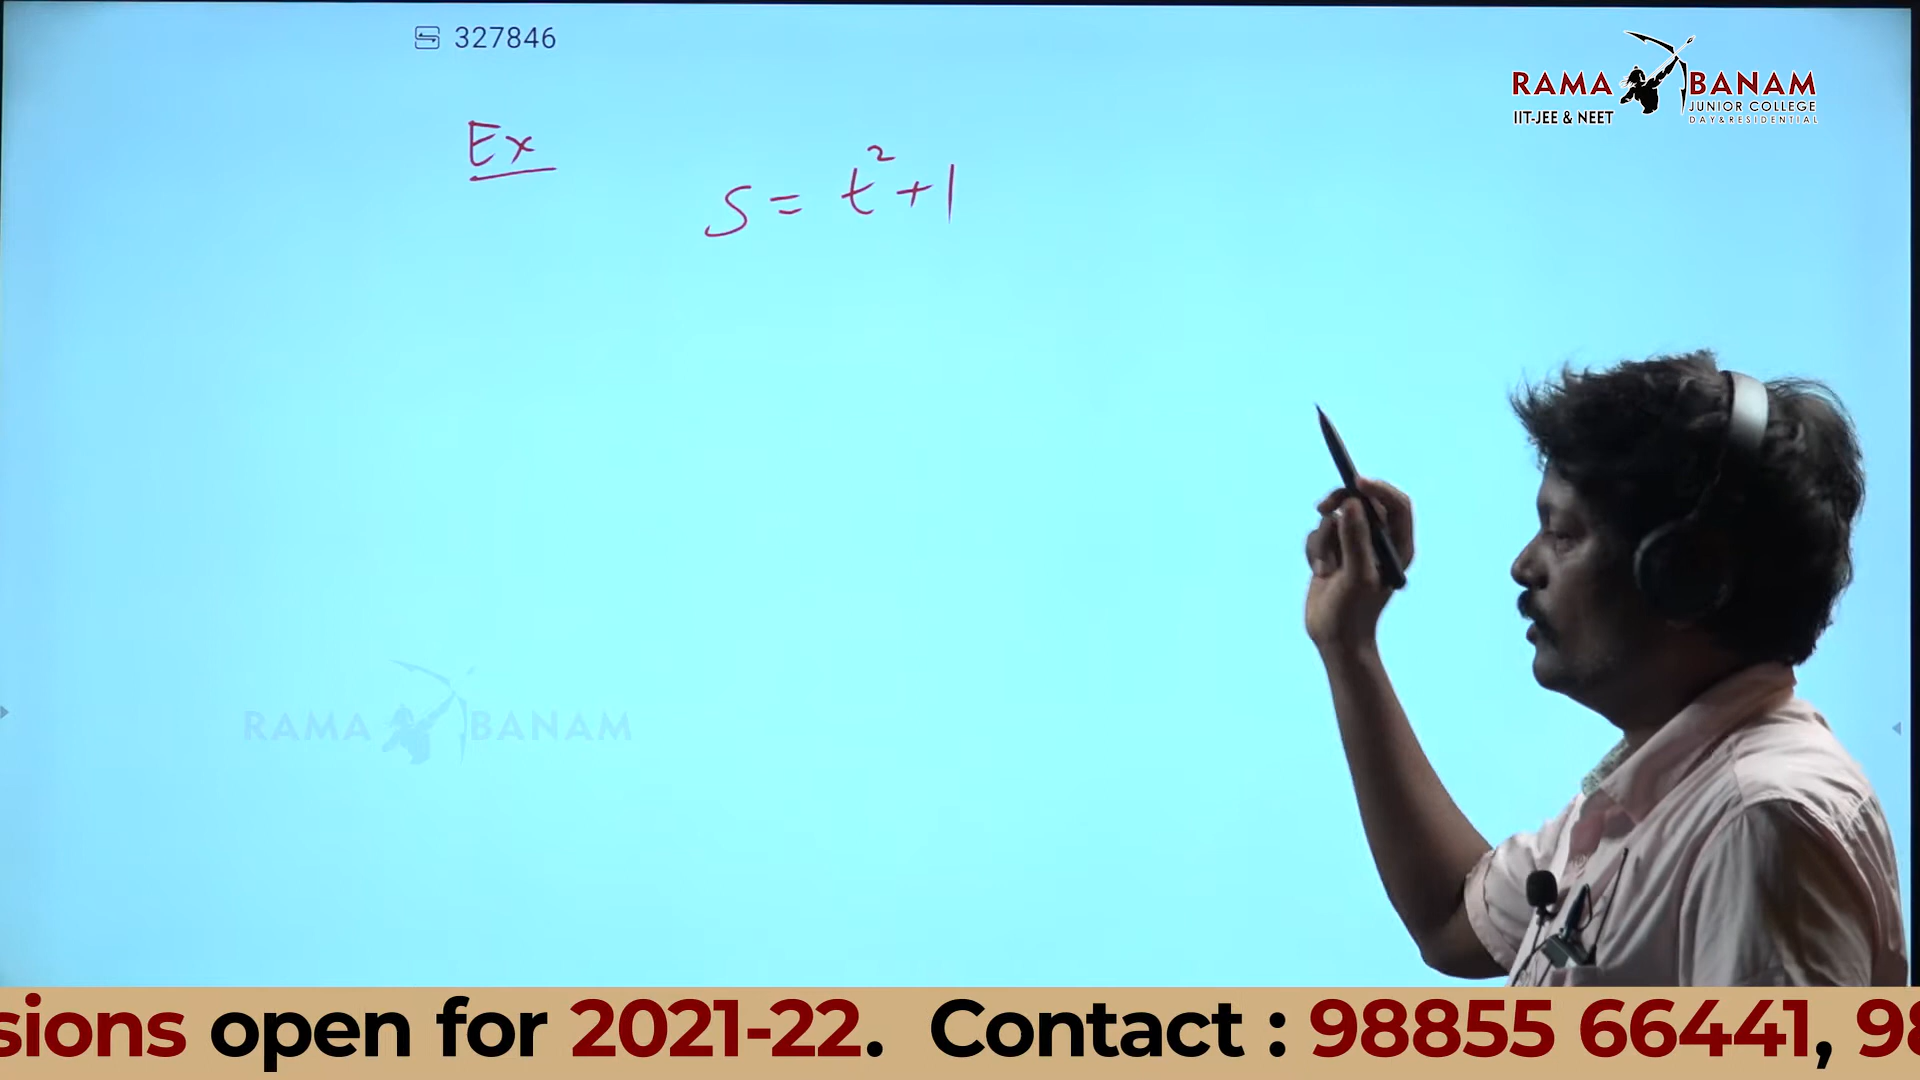 327846
RAMA BANAM
JUNIOR COLLEGE
IIT-JEE & NEET
DAY & RESIDENTIAL
Ex
S = t² + 1
RAMA BANAM
sions open for 2021-22. Contact : 98855 66441, 98